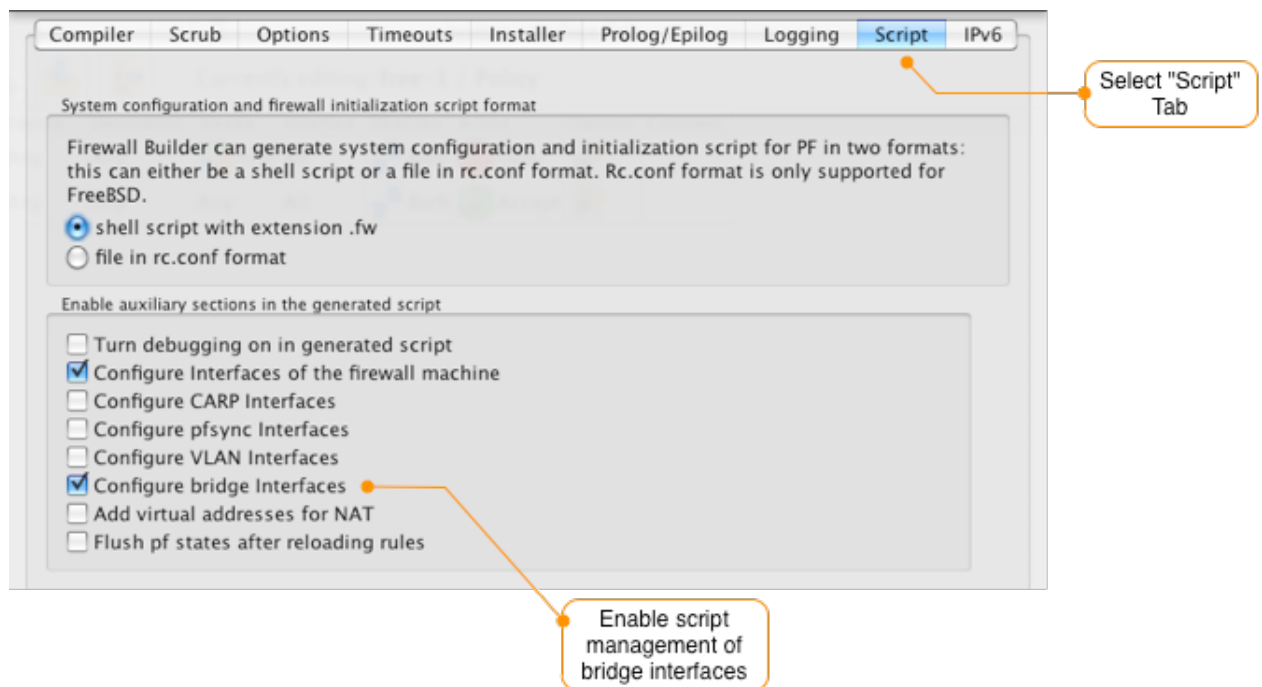 Compiler Scrub Options Timeouts Installer Prolog/Epilog Logging Script IPv6
Select "Script"
Tab
System configuration and firewall initialization script format
Firewall Builder can generate system configuration and initialization script for PF in two formats:
this can either be a shell script or a file in rc.conf format. Rc.conf format is only supported for
FreeBSD.
shell script with extension .fw
file in rc.conf format
Enable auxiliary sections in the generated script
Turn debugging on in generated script
Configure Interfaces of the firewall machine
Configure CARP Interfaces
Configure pfsync Interfaces
Configure VLAN Interfaces
Configure bridge Interfaces
Add virtual addresses for NAT
Flush pf states after reloading rules
Enable script
management of
bridge interfaces